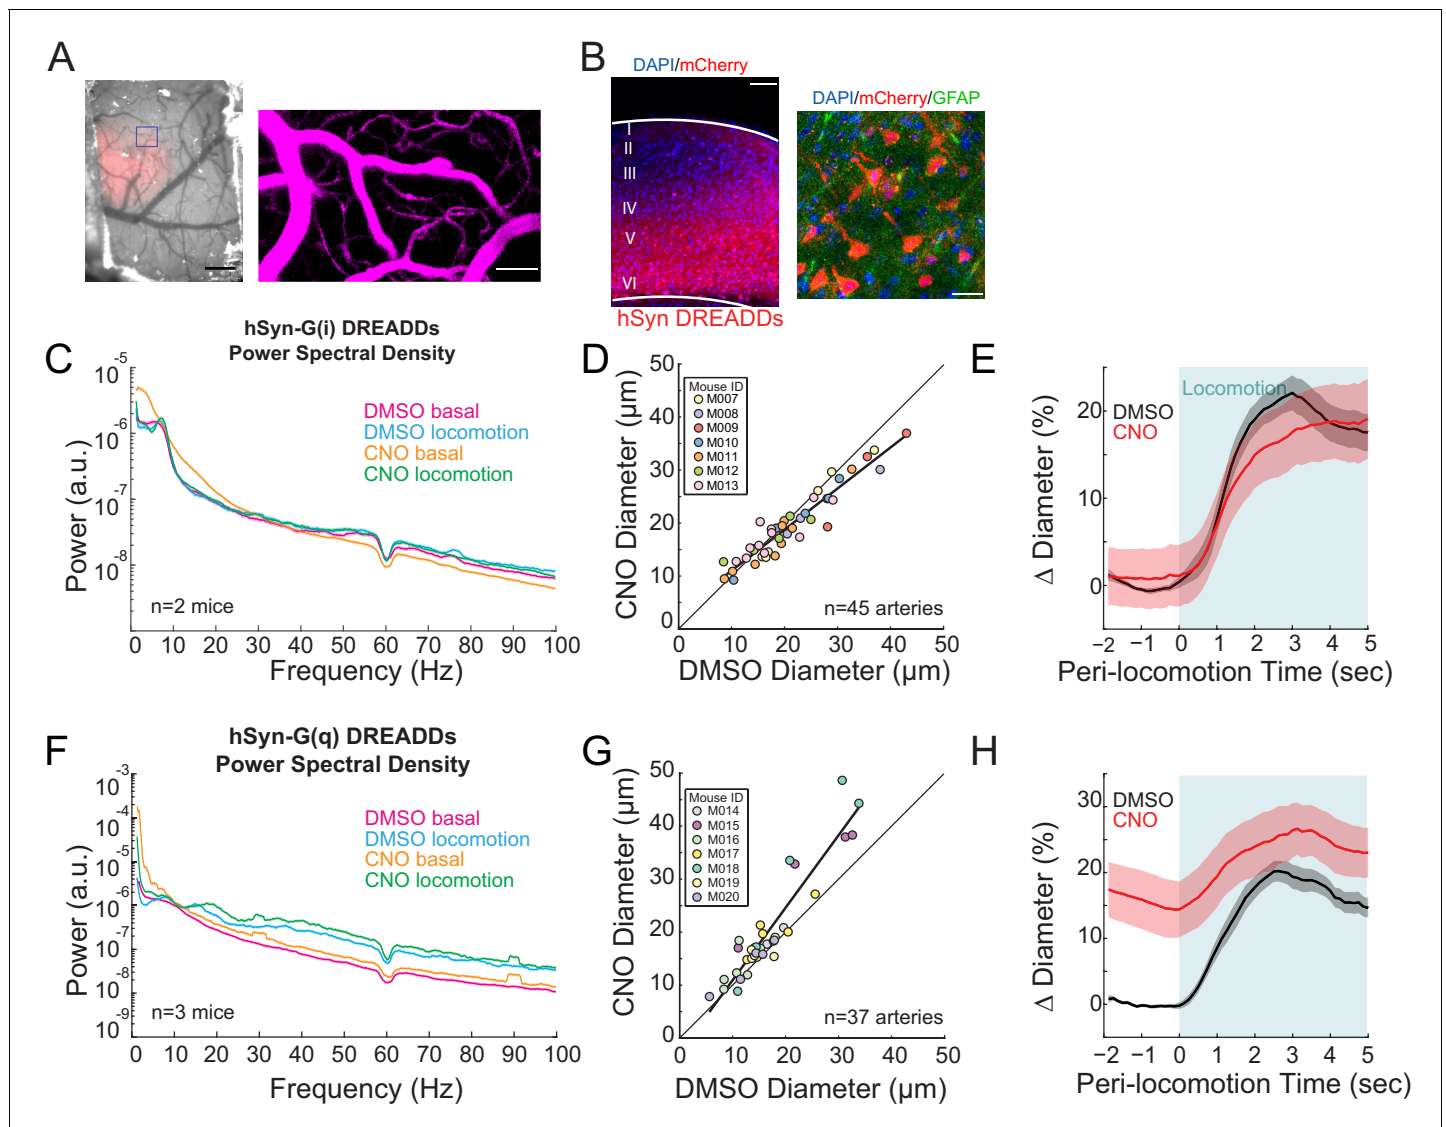 A
B
DAPI/mCherry
DAPI/mCherry/GFAP
I
II
III
IV
V
VI
hSyn DREADDs
C
hSyn-G(i) DREADDs
Power Spectral Density
10-5
10-6
10-7
10-8
Power (a.u.)
DMSO basal
DMSO locomotion
CNO basal
CNO locomotion
n=2 mice
0 10 20 30 40 50 60 70 80 90 100
Frequency (Hz)
D
50
40
30
20
10
0
CNO Diameter (µm)
Mouse ID
M007
M008
M009
M010
M011
M012
M013
n=45 arteries
0 10 20 30 40 50
DMSO Diameter (µm)
E
20
10
0
Δ Diameter (%)
Locomotion
DMSO
CNO
−2 −1 0 1 2 3 4 5
Peri-locomotion Time (sec)
F
hSyn-G(q) DREADDs
Power Spectral Density
10-3
10-4
10-5
10-6
10-7
10-8
10-9
Power (a.u.)
DMSO basal
DMSO locomotion
CNO basal
CNO locomotion
n=3 mice
0 10 20 30 40 50 60 70 80 90 100
Frequency (Hz)
G
50
40
30
20
10
0
CNO Diameter (µm)
Mouse ID
M014
M015
M016
M017
M018
M019
M020
n=37 arteries
0 10 20 30 40 50
DMSO Diameter (µm)
H
30
20
10
0
Δ Diameter (%)
DMSO
CNO
−2 −1 0 1 2 3 4 5
Peri-locomotion Time (sec)